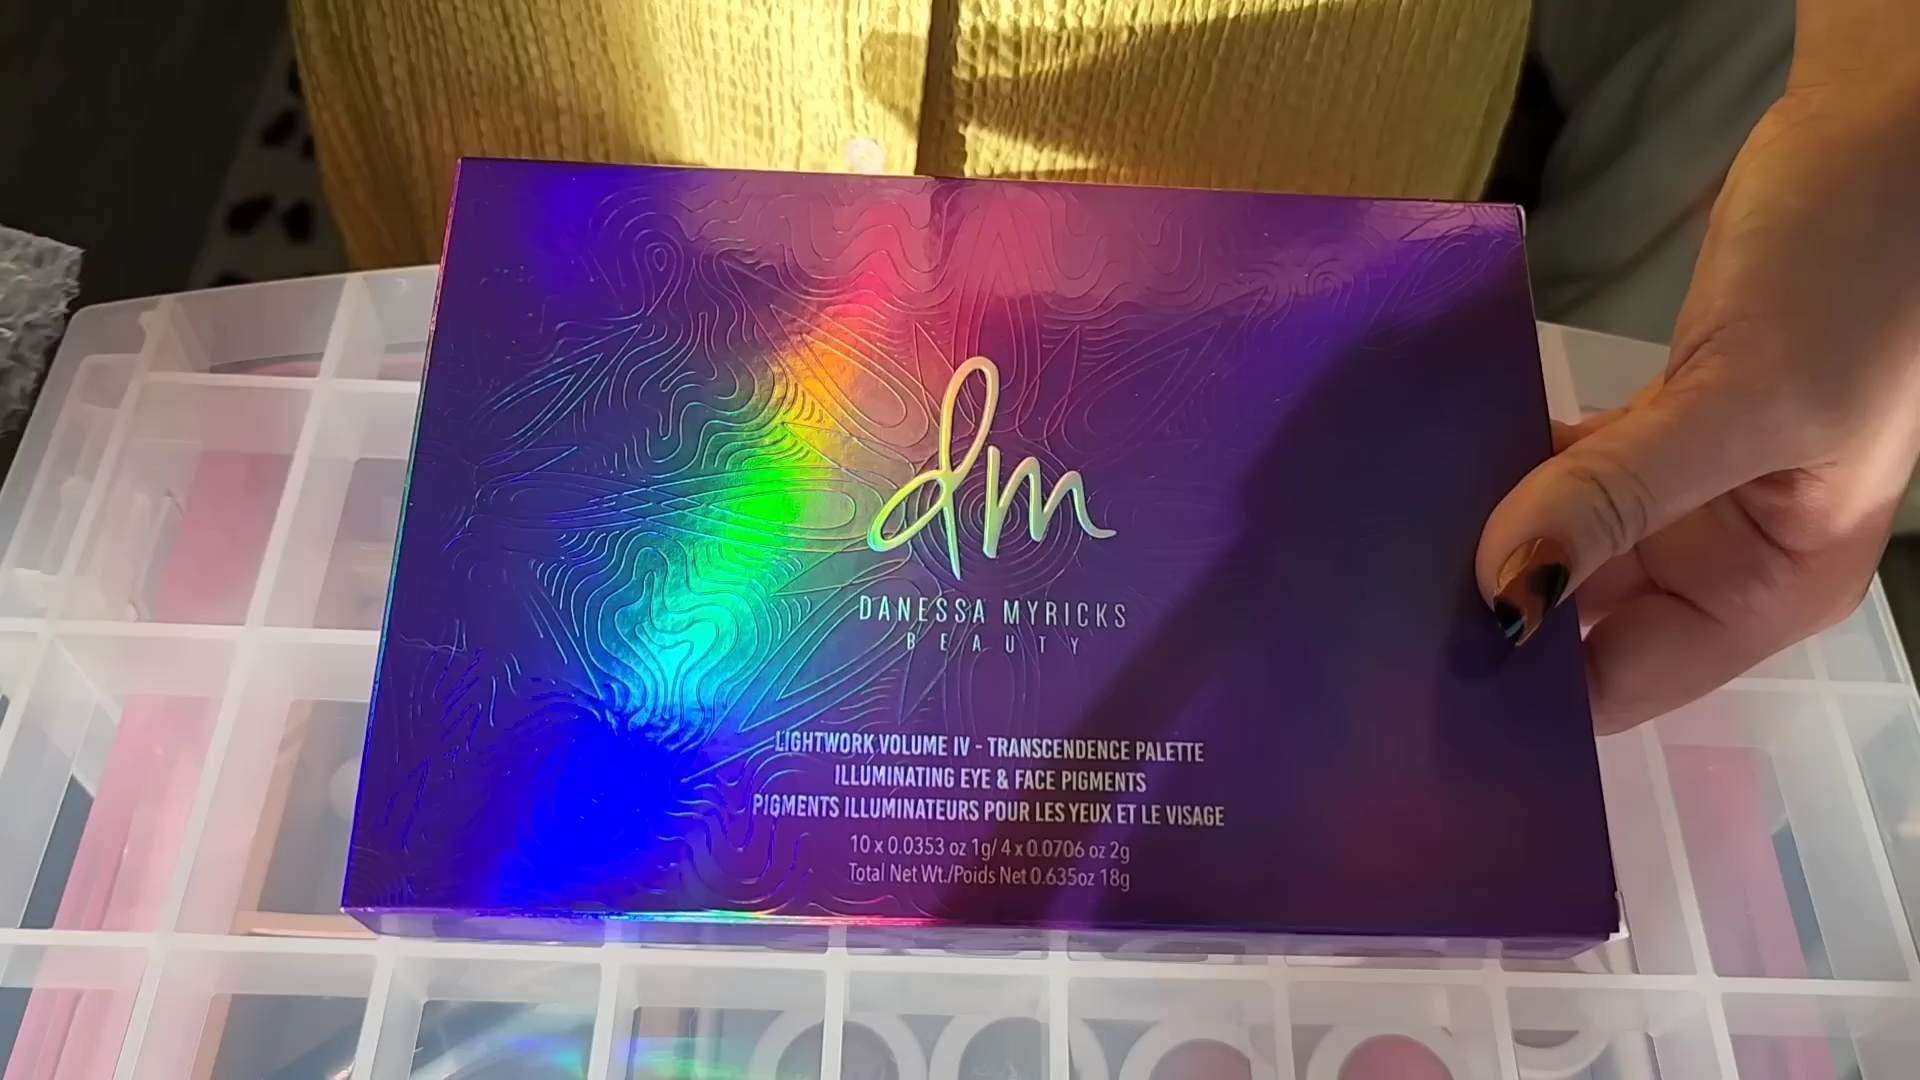 dm
DANESSA MYRICKS
BEAUTY
LIGHTWORK VOLUME IV - TRANSCENDENCE PALETTE
ILLUMINATING EYE & FACE PIGMENTS
PIGMENTS ILLUMINATEURS POUR LES YEUX ET LE VISAGE
10 x 0.0353 oz 1g/ 4 x 0.0706 oz 2g
Total Net Wt./Poids Net 0.635oz 18g